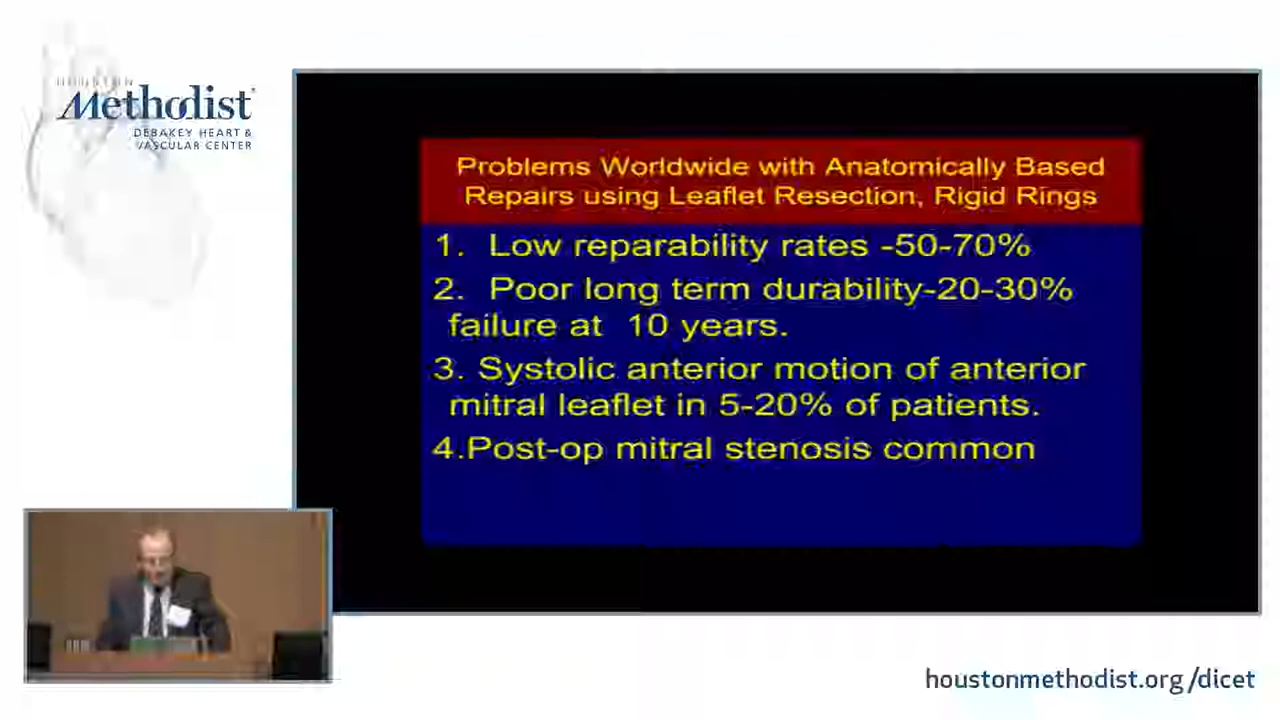 HOUSTON
Methodist
DEBAKEY HEART &
VASCULAR CENTER
Problems Worldwide with Anatomically Based
Repairs using Leaflet Resection, Rigid Rings
1. Low reparability rates -50-70%
2. Poor long term durability-20-30%
failure at 10 years.
3. Systolic anterior motion of anterior
mitral leaflet in 5-20% of patients.
4.Post-op mitral stenosis common
houstonmethodist.org/dicet